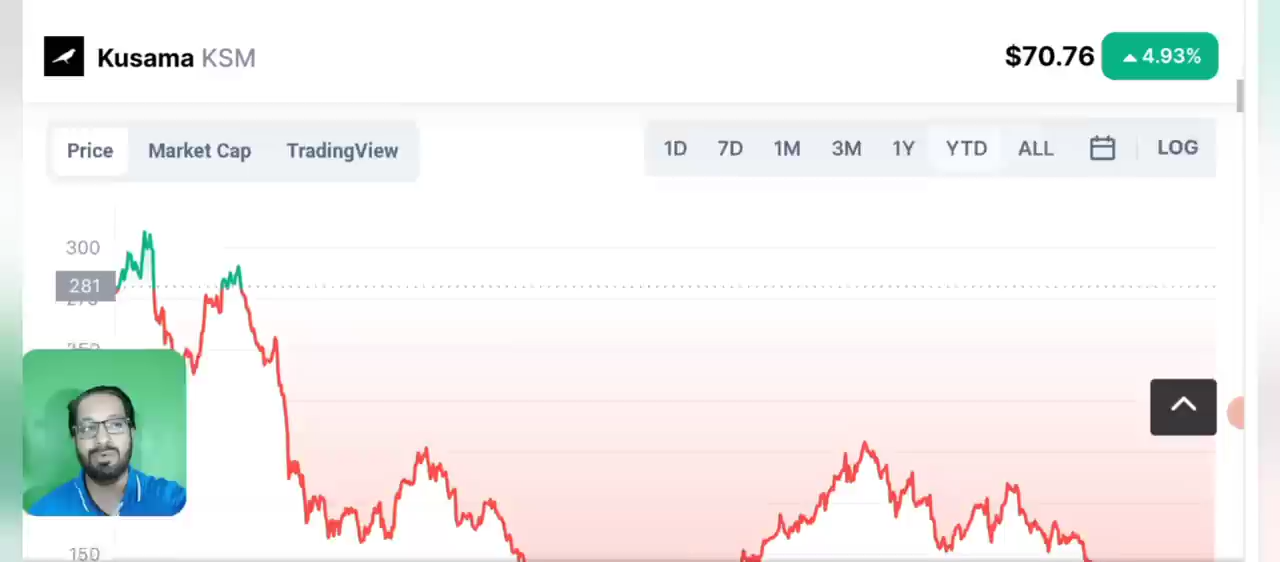 Kusama KSM
$70.76 4.93%
Price Market Cap TradingView
1D 7D 1M 3M 1Y YTD ALL LOG
300
281
150